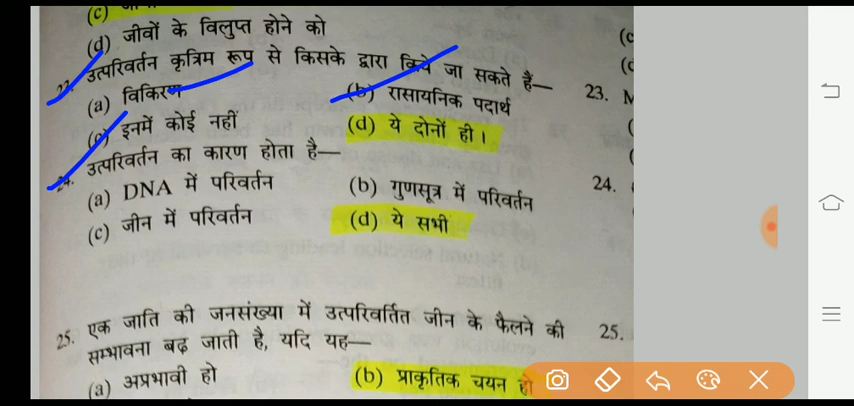 (c)
(d) जीवों के विलुप्त होने को
उत्परिवर्तन कृत्रिम रूप से किसके द्वारा किये जा सकते हैं—
(a) विकिरण
(b) रासायनिक पदार्थ
(c) इनमें कोई नहीं
(d) ये दोनों ही।
24. उत्परिवर्तन का कारण होता है—
(a) DNA में परिवर्तन
(b) गुणसूत्र में परिवर्तन
(c) जीन में परिवर्तन
(d) ये सभी
25. एक जाति की जनसंख्या में उत्परिवर्तित जीन के फैलने की
सम्भावना बढ़ जाती है, यदि यह—
(a) अप्रभावी हो
(b) प्राकृतिक चयन हो
(c
(c
23. M
(
(
24.
25.